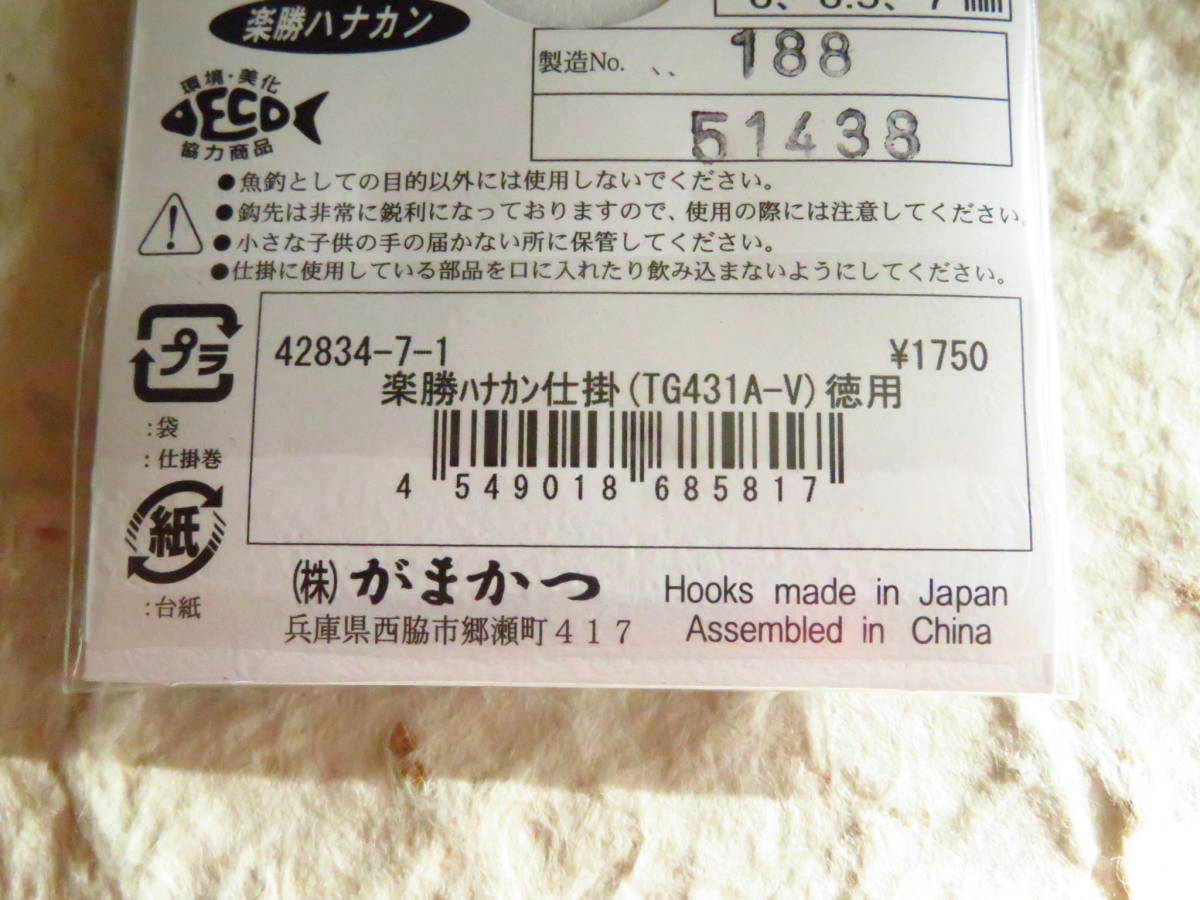 楽勝ハナカン
6、6.5、7㎜
製造No. 188
51438
環境・美化
ECO
協力商品
●魚釣としての目的以外には使用しないでください。
●鈎先は非常に鋭利になっておりますので、使用の際には注意してください。
●小さな子供の手の届かない所に保管してください。
●仕掛に使用している部品を口に入れたり飲み込まないようにしてください。
プラ
:袋
:仕掛巻
紙
:台紙
42834-7-1 ¥1750
楽勝ハナカン仕掛(TG431A-V)徳用
4 549018 685817
㈱がまかつ
兵庫県西脇市郷瀬町417
Hooks made in Japan
Assembled in China